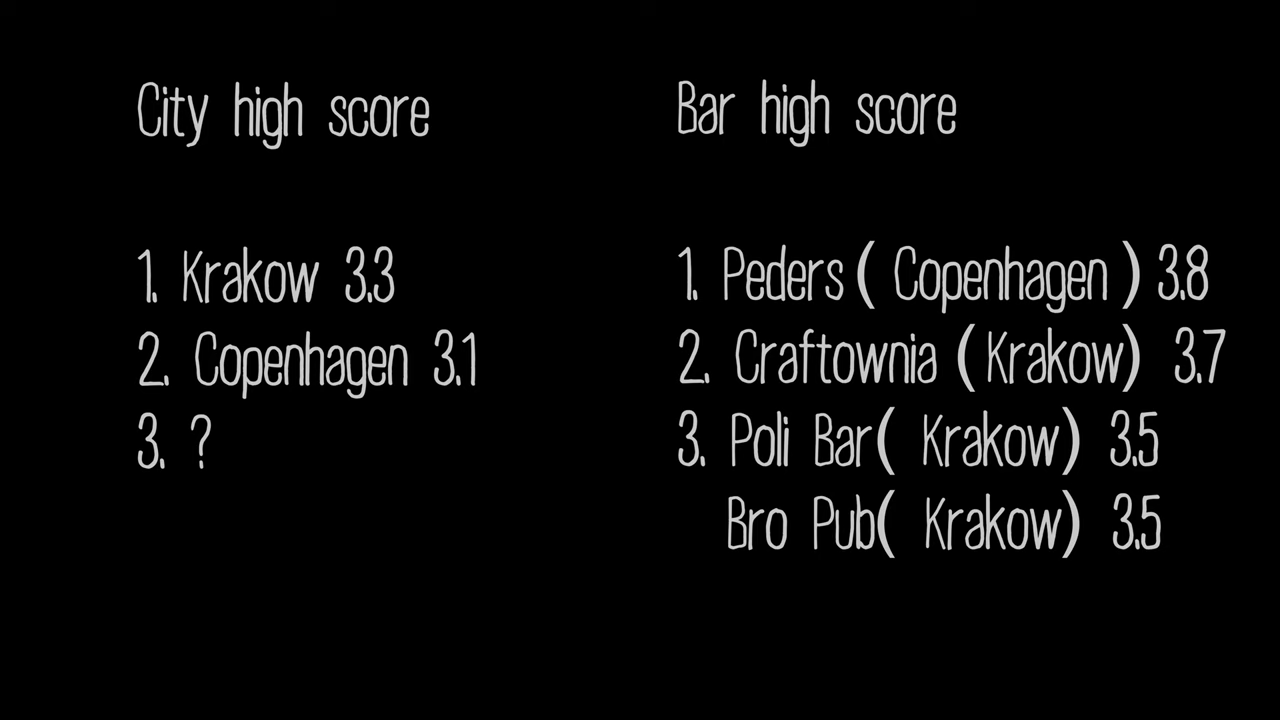 City high score
1. Krakow 3.3
2. Copenhagen 3.1
3. ?
Bar high score
1. Peders ( Copenhagen ) 3.8
2. Craftownia ( Krakow) 3.7
3. Poli Bar( Krakow) 3.5
Bro Pub( Krakow) 3.5